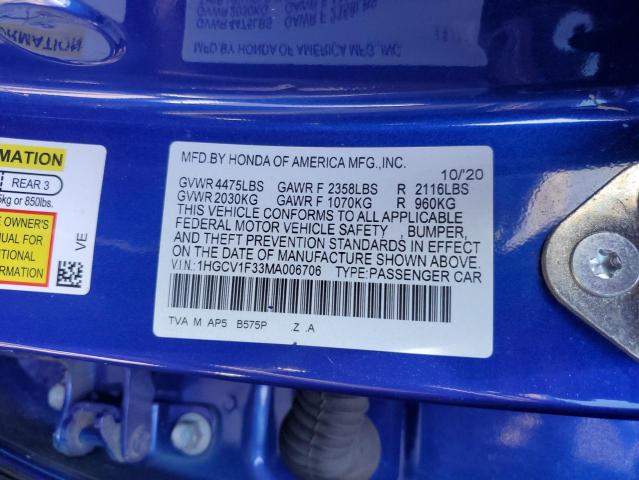 MFD.BY HONDA OF AMERICA MFG.,INC.
10/'20
GVWR 4475LBS GAWR F 2358LBS R 2116LBS
GVWR 2030KG GAWR F 1070KG R 960KG
THIS VEHICLE CONFORMS TO ALL APPLICABLE
FEDERAL MOTOR VEHICLE SAFETY , BUMPER,
AND THEFT PREVENTION STANDARDS IN EFFECT
ON THE DATE OF MANUFACTURE SHOWN ABOVE.
VIN:1HGCV1F33MA006706 TYPE:PASSENGER CAR
TVA M AP5 B575P .Z .A
MATION
REAR 3
kg or 850lbs.
E OWNER'S
UAL FOR
ITIONAL
MATION
VE